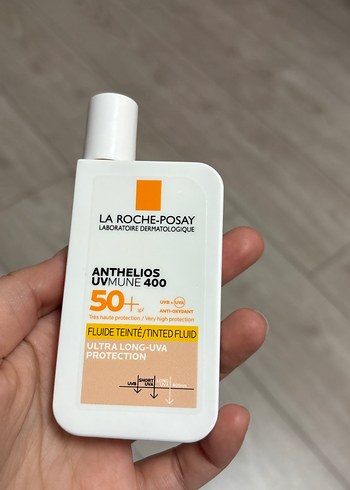 LA ROCHE-POSAY
LABORATOIRE DERMATOLOGIQUE
ANTHELIOS
UVMUNE 400
50+
UVB+UVA
ANTI-OXYDANT
Très haute protection / Very high protection
FLUIDE TEINTÉ/TINTED FLUID
ULTRA LONG-UVA
PROTECTION
UVB
SHORT
UVA